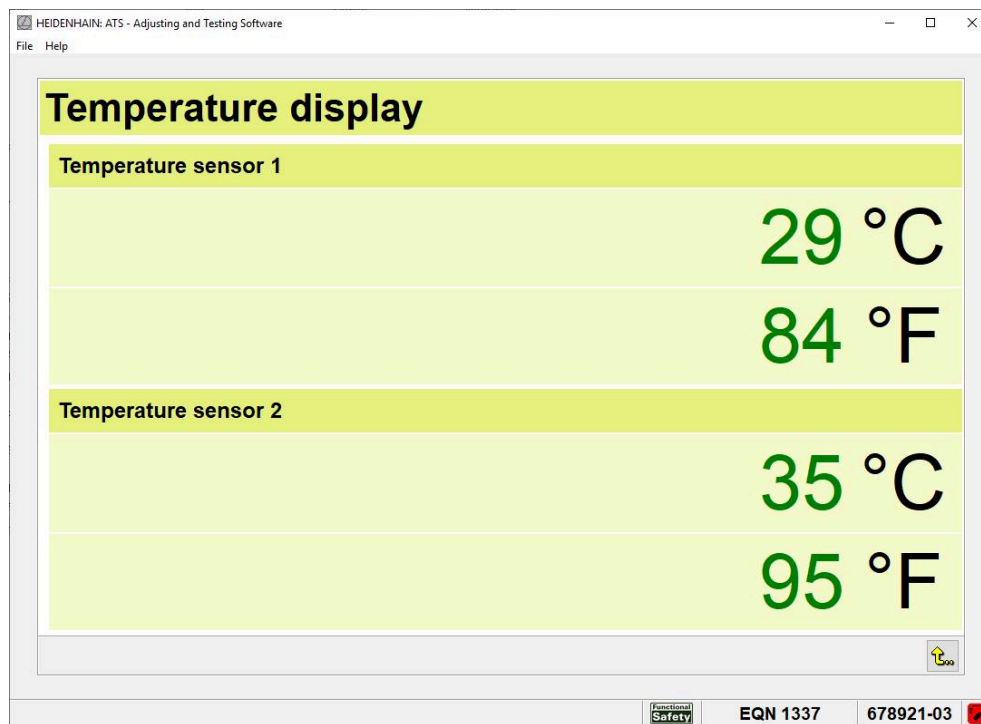 HEIDENHAIN: ATS - Adjusting and Testing Software
File Help
Temperature display
Temperature sensor 1
29 °C
84 °F
Temperature sensor 2
35 °C
95 °F
Functional
Safety
EQN 1337
678921-03